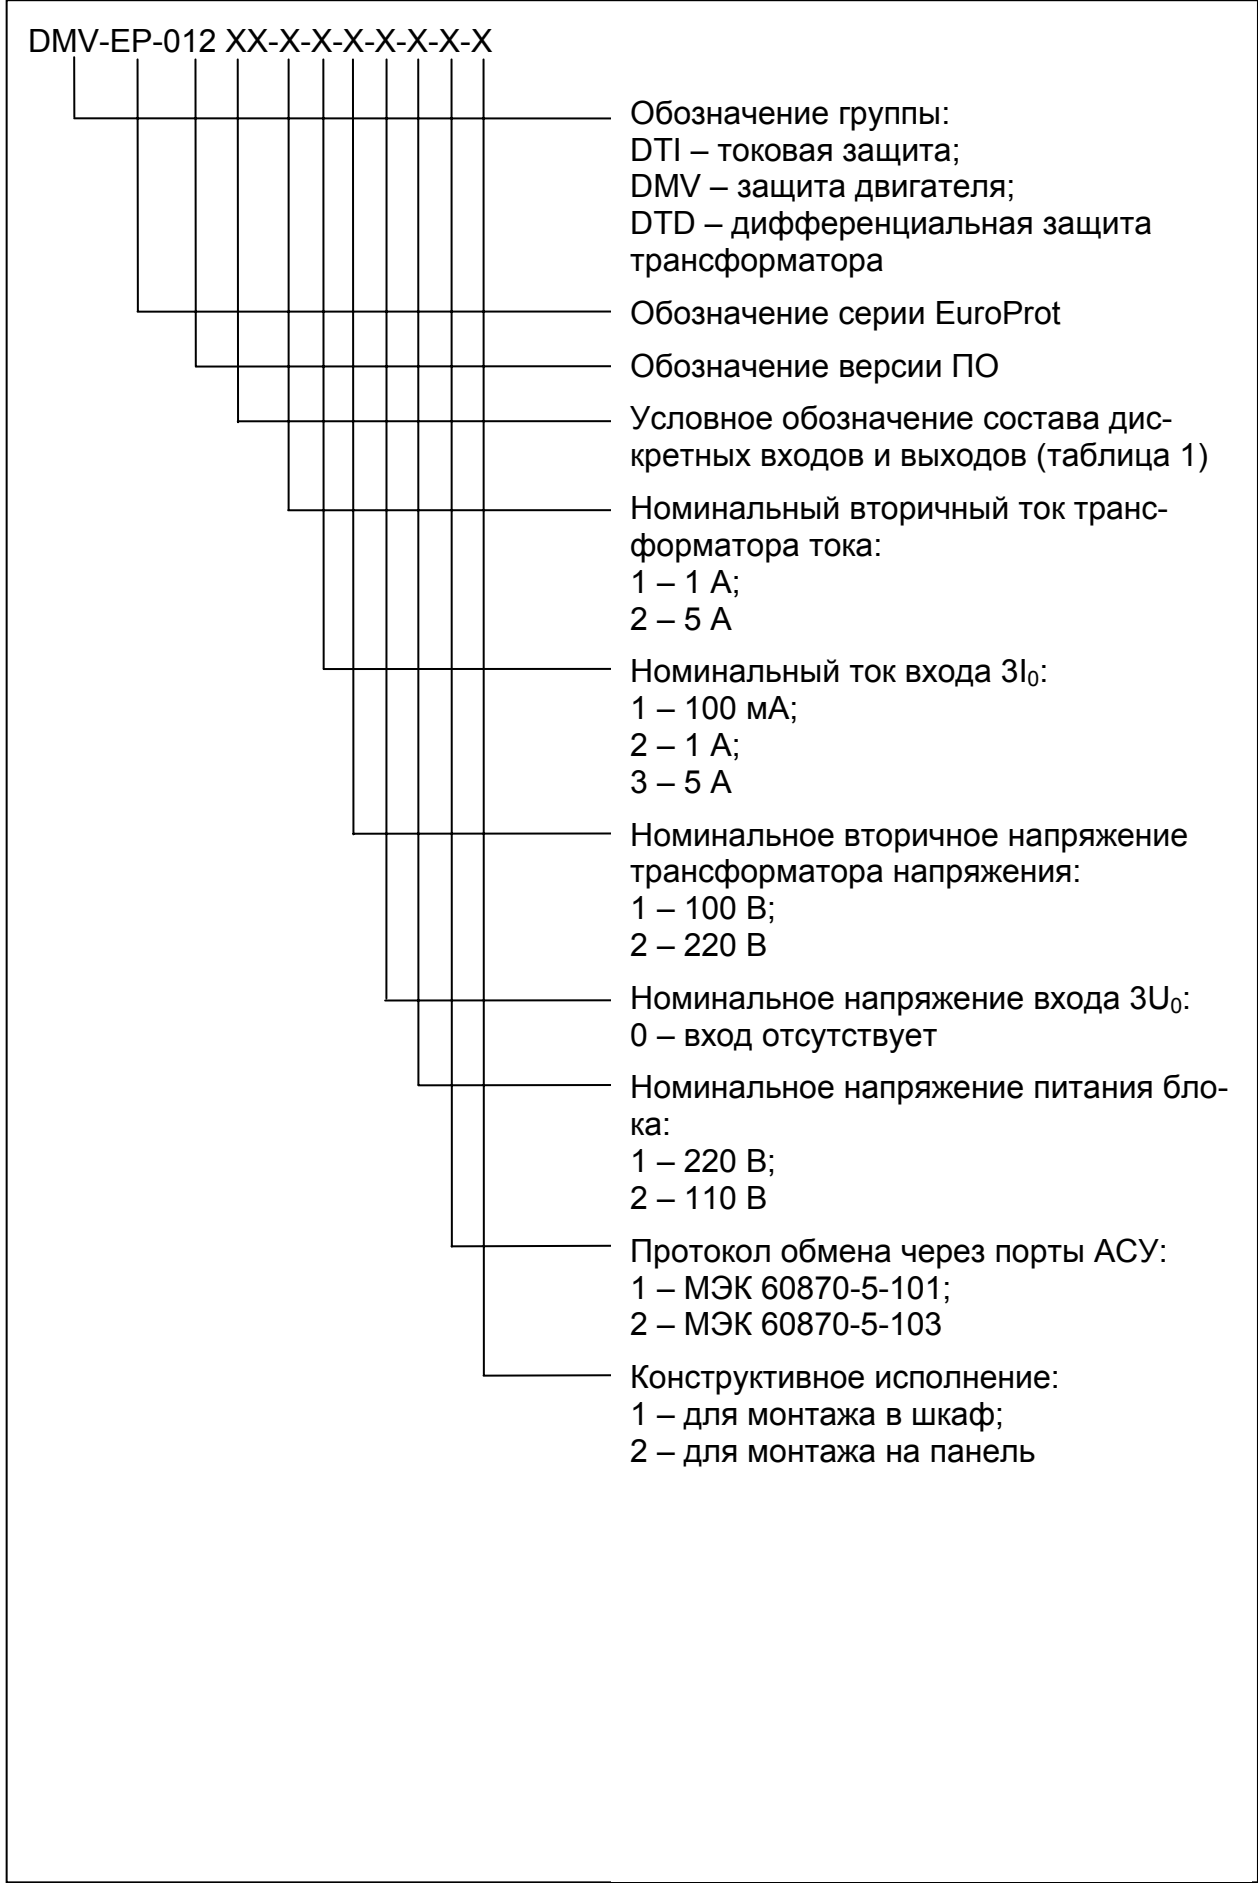 DMV-EP-012 XX-X-X-X-X-X-X-X
Обозначение группы:
DTI – токовая защита;
DMV – защита двигателя;
DTD – дифференциальная защита
трансформатора
Обозначение серии EuroProt
Обозначение версии ПО
Условное обозначение состава дис-
кретных входов и выходов (таблица 1)
Номинальный вторичный ток транс-
форматора тока:
1 – 1 А;
2 – 5 А
Номинальный ток входа 3I₀:
1 – 100 мА;
2 – 1 А;
3 – 5 А
Номинальное вторичное напряжение
трансформатора напряжения:
1 – 100 В;
2 – 220 В
Номинальное напряжение входа 3U₀:
0 – вход отсутствует
Номинальное напряжение питания бло-
ка:
1 – 220 В;
2 – 110 В
Протокол обмена через порты АСУ:
1 – МЭК 60870-5-101;
2 – МЭК 60870-5-103
Конструктивное исполнение:
1 – для монтажа в шкаф;
2 – для монтажа на панель